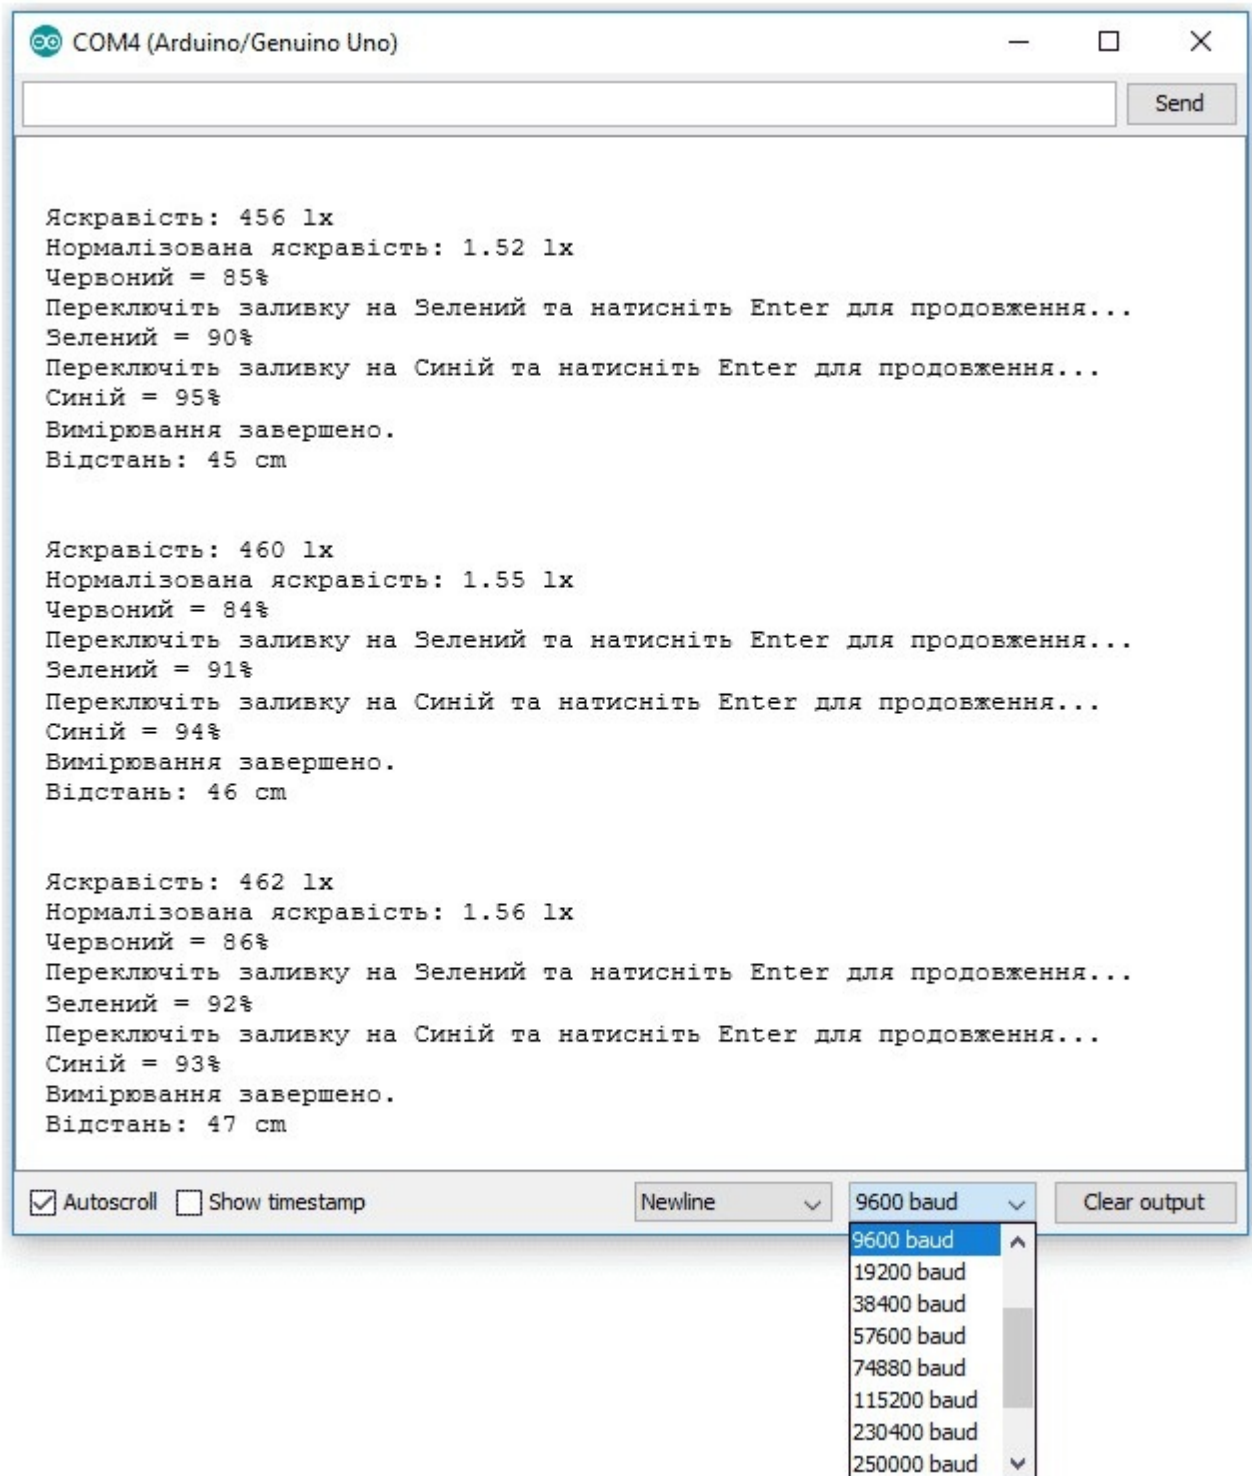 COM4 (Arduino/Genuino Uno)
Send
Яскравість: 456 lx
Нормалізована яскравість: 1.52 lx
Червоний = 85%
Переключіть заливку на Зелений та натисніть Enter для продовження...
Зелений = 90%
Переключіть заливку на Синій та натисніть Enter для продовження...
Синій = 95%
Вимірювання завершено.
Відстань: 45 cm
Яскравість: 460 lx
Нормалізована яскравість: 1.55 lx
Червоний = 84%
Переключіть заливку на Зелений та натисніть Enter для продовження...
Зелений = 91%
Переключіть заливку на Синій та натисніть Enter для продовження...
Синій = 94%
Вимірювання завершено.
Відстань: 46 cm
Яскравість: 462 lx
Нормалізована яскравість: 1.56 lx
Червоний = 86%
Переключіть заливку на Зелений та натисніть Enter для продовження...
Зелений = 92%
Переключіть заливку на Синій та натисніть Enter для продовження...
Синій = 93%
Вимірювання завершено.
Відстань: 47 cm
Autoscroll Show timestamp Newline 9600 baud Clear output
9600 baud
19200 baud
38400 baud
57600 baud
74880 baud
115200 baud
230400 baud
250000 baud